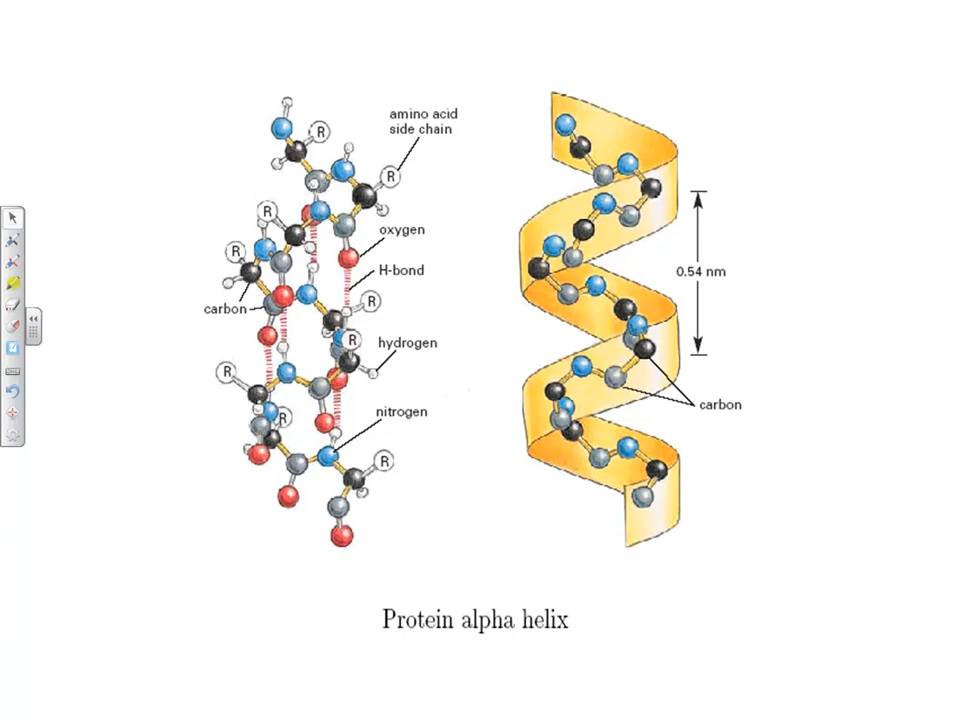 amino acid
side chain
R
R
R
oxygen
R
H-bond
carbon
R
R
hydrogen
R
nitrogen
R
R
0.54 nm
carbon
Protein alpha helix